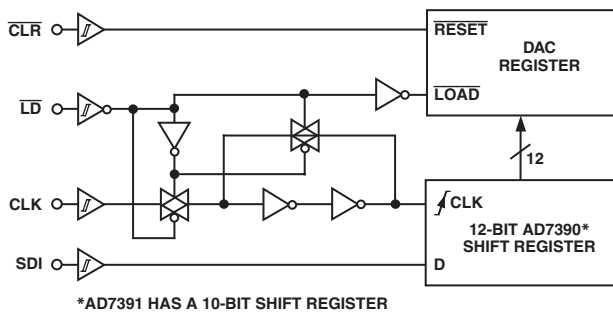 CLR
RESET
DAC
REGISTER
LD
LOAD
12
CLK
CLK
12-BIT AD7390*
SHIFT REGISTER
SDI
D
*AD7391 HAS A 10-BIT SHIFT REGISTER